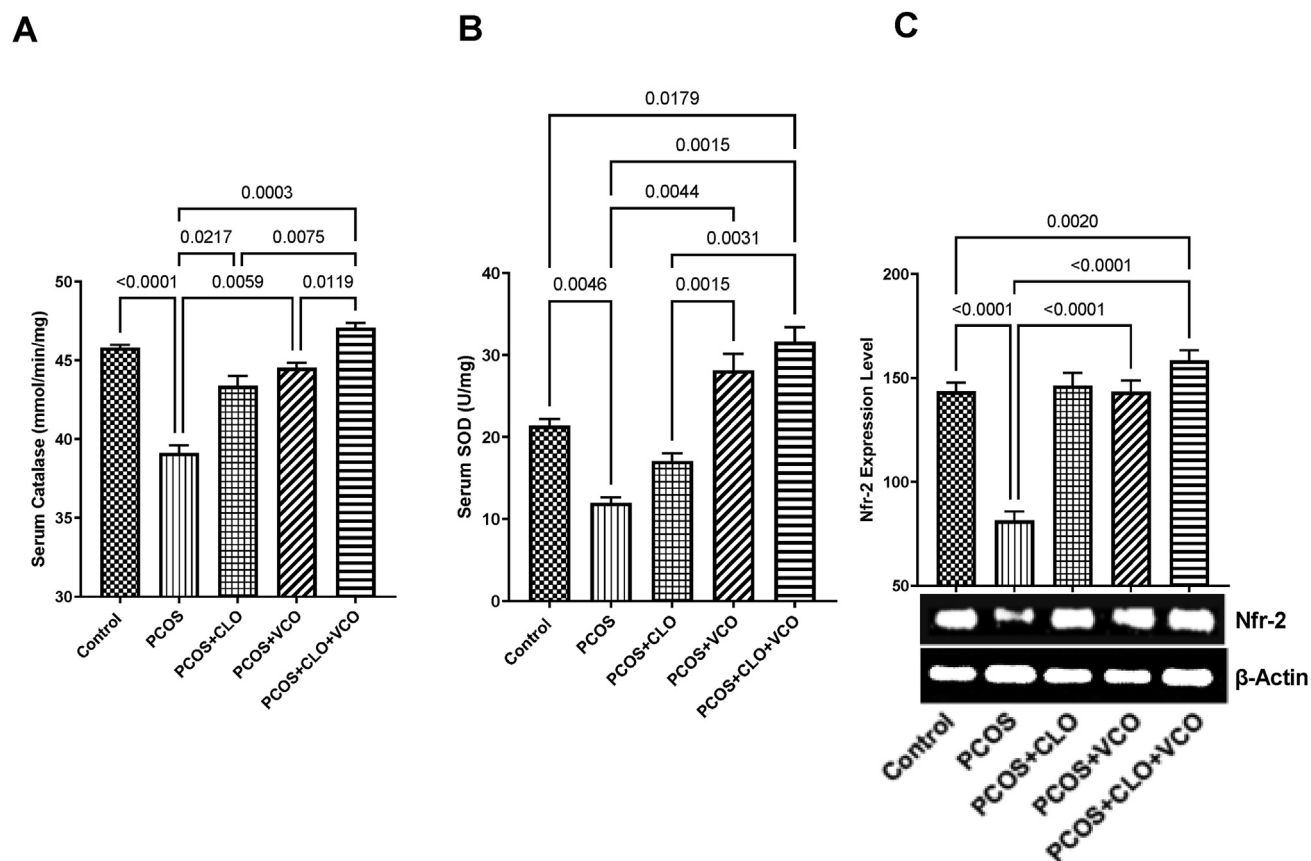 A
0.0003
0.0217
0.0075
<0.0001
0.0059
0.0119
Serum Catalase (mmol/min/mg)
50
45
40
35
30
Control
PCOS
PCOS+CLO
PCOS+VCO
PCOS+CLO+VCO
B
0.0179
0.0015
0.0044
0.0031
0.0046
0.0015
Serum SOD (U/mg)
40
30
20
10
0
Control
PCOS
PCOS+CLO
PCOS+VCO
PCOS+CLO+VCO
C
0.0020
<0.0001
<0.0001
<0.0001
Nfr-2 Expression Level
200
150
100
50
Nfr-2
β-Actin
Control
PCOS
PCOS+CLO
PCOS+VCO
PCOS+CLO+VCO